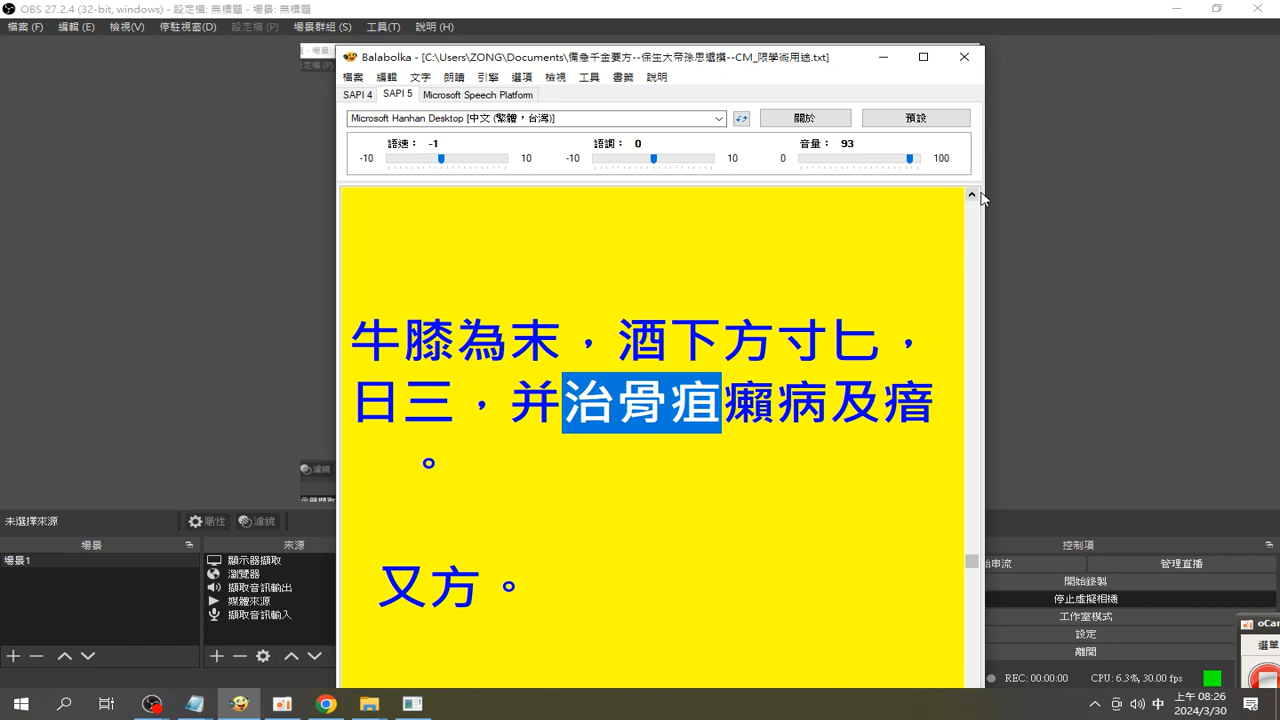 OBS 27.2.4 (32-bit, windows) - 設定檔: 無標題 - 場景: 無標題
檔案 (F) 編輯 (E) 檢視(V) 停駐視窗(D) 設定檔 (P) 場景群組 (S) 工具(T) 說明 (H)
Balabolka - [C:\Users\ZONG\Documents\備急千金要方--保生大帝孫思邈撰--CM_限學術用途.txt]
檔案 編輯 文字 朗讀 引擎 選項 檢視 工具 書籤 說明
SAPI 4 SAPI 5 Microsoft Speech Platform
Microsoft Hanhan Desktop [中文 (繁體，台灣)] 關於 預設
語速： -1 語調： 0 音量： 93
-10 10 -10 10 0 100
牛膝為末，酒下方寸匕，
日三，并治骨疽癩病及瘖
。
又方。
濾鏡
未選擇來源 屬性 濾鏡
場景 來源 控制項
場景1
顯示器擷取
瀏覽器
擷取音訊輸出
媒體來源
擷取音訊輸入
始串流 管理直播
開始錄製
停止虛擬相機
工作室模式
設定
離開
oCam
選單
REC: 00:00:00 CPU: 6.3%, 30.00 fps
中 上午 08:26
2024/3/30